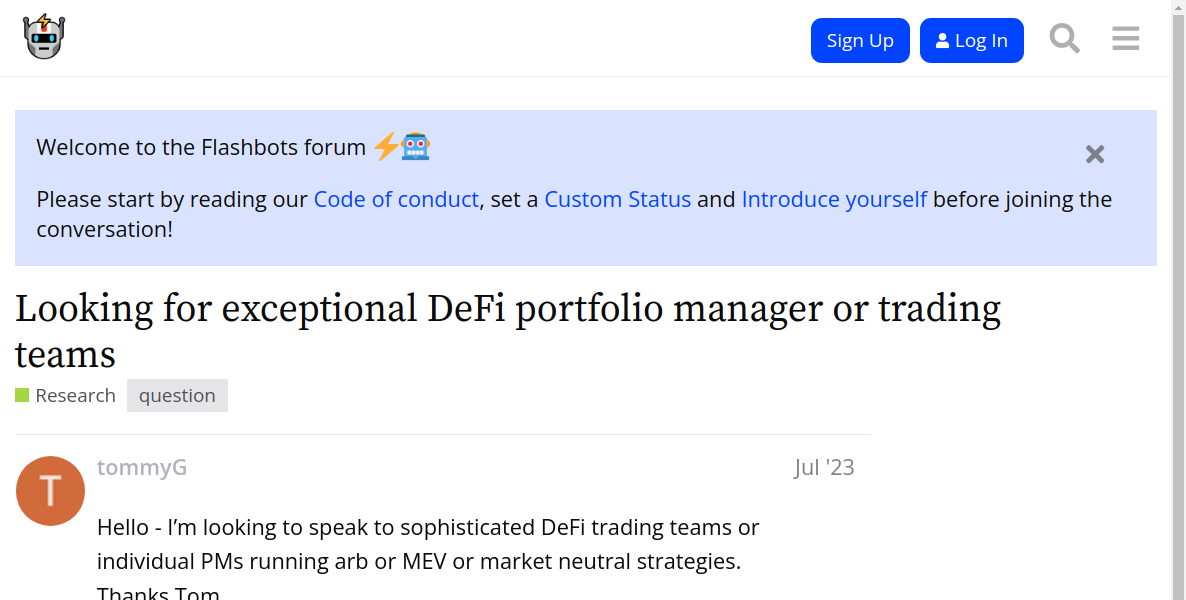 Sign Up
Log In
Welcome to the Flashbots forum
Please start by reading our Code of conduct, set a Custom Status and Introduce yourself before joining the
conversation!
Looking for exceptional DeFi portfolio manager or trading
teams
Research question
T
tommyG Jul '23
Hello - I’m looking to speak to sophisticated DeFi trading teams or
individual PMs running arb or MEV or market neutral strategies.
Thanks Tom